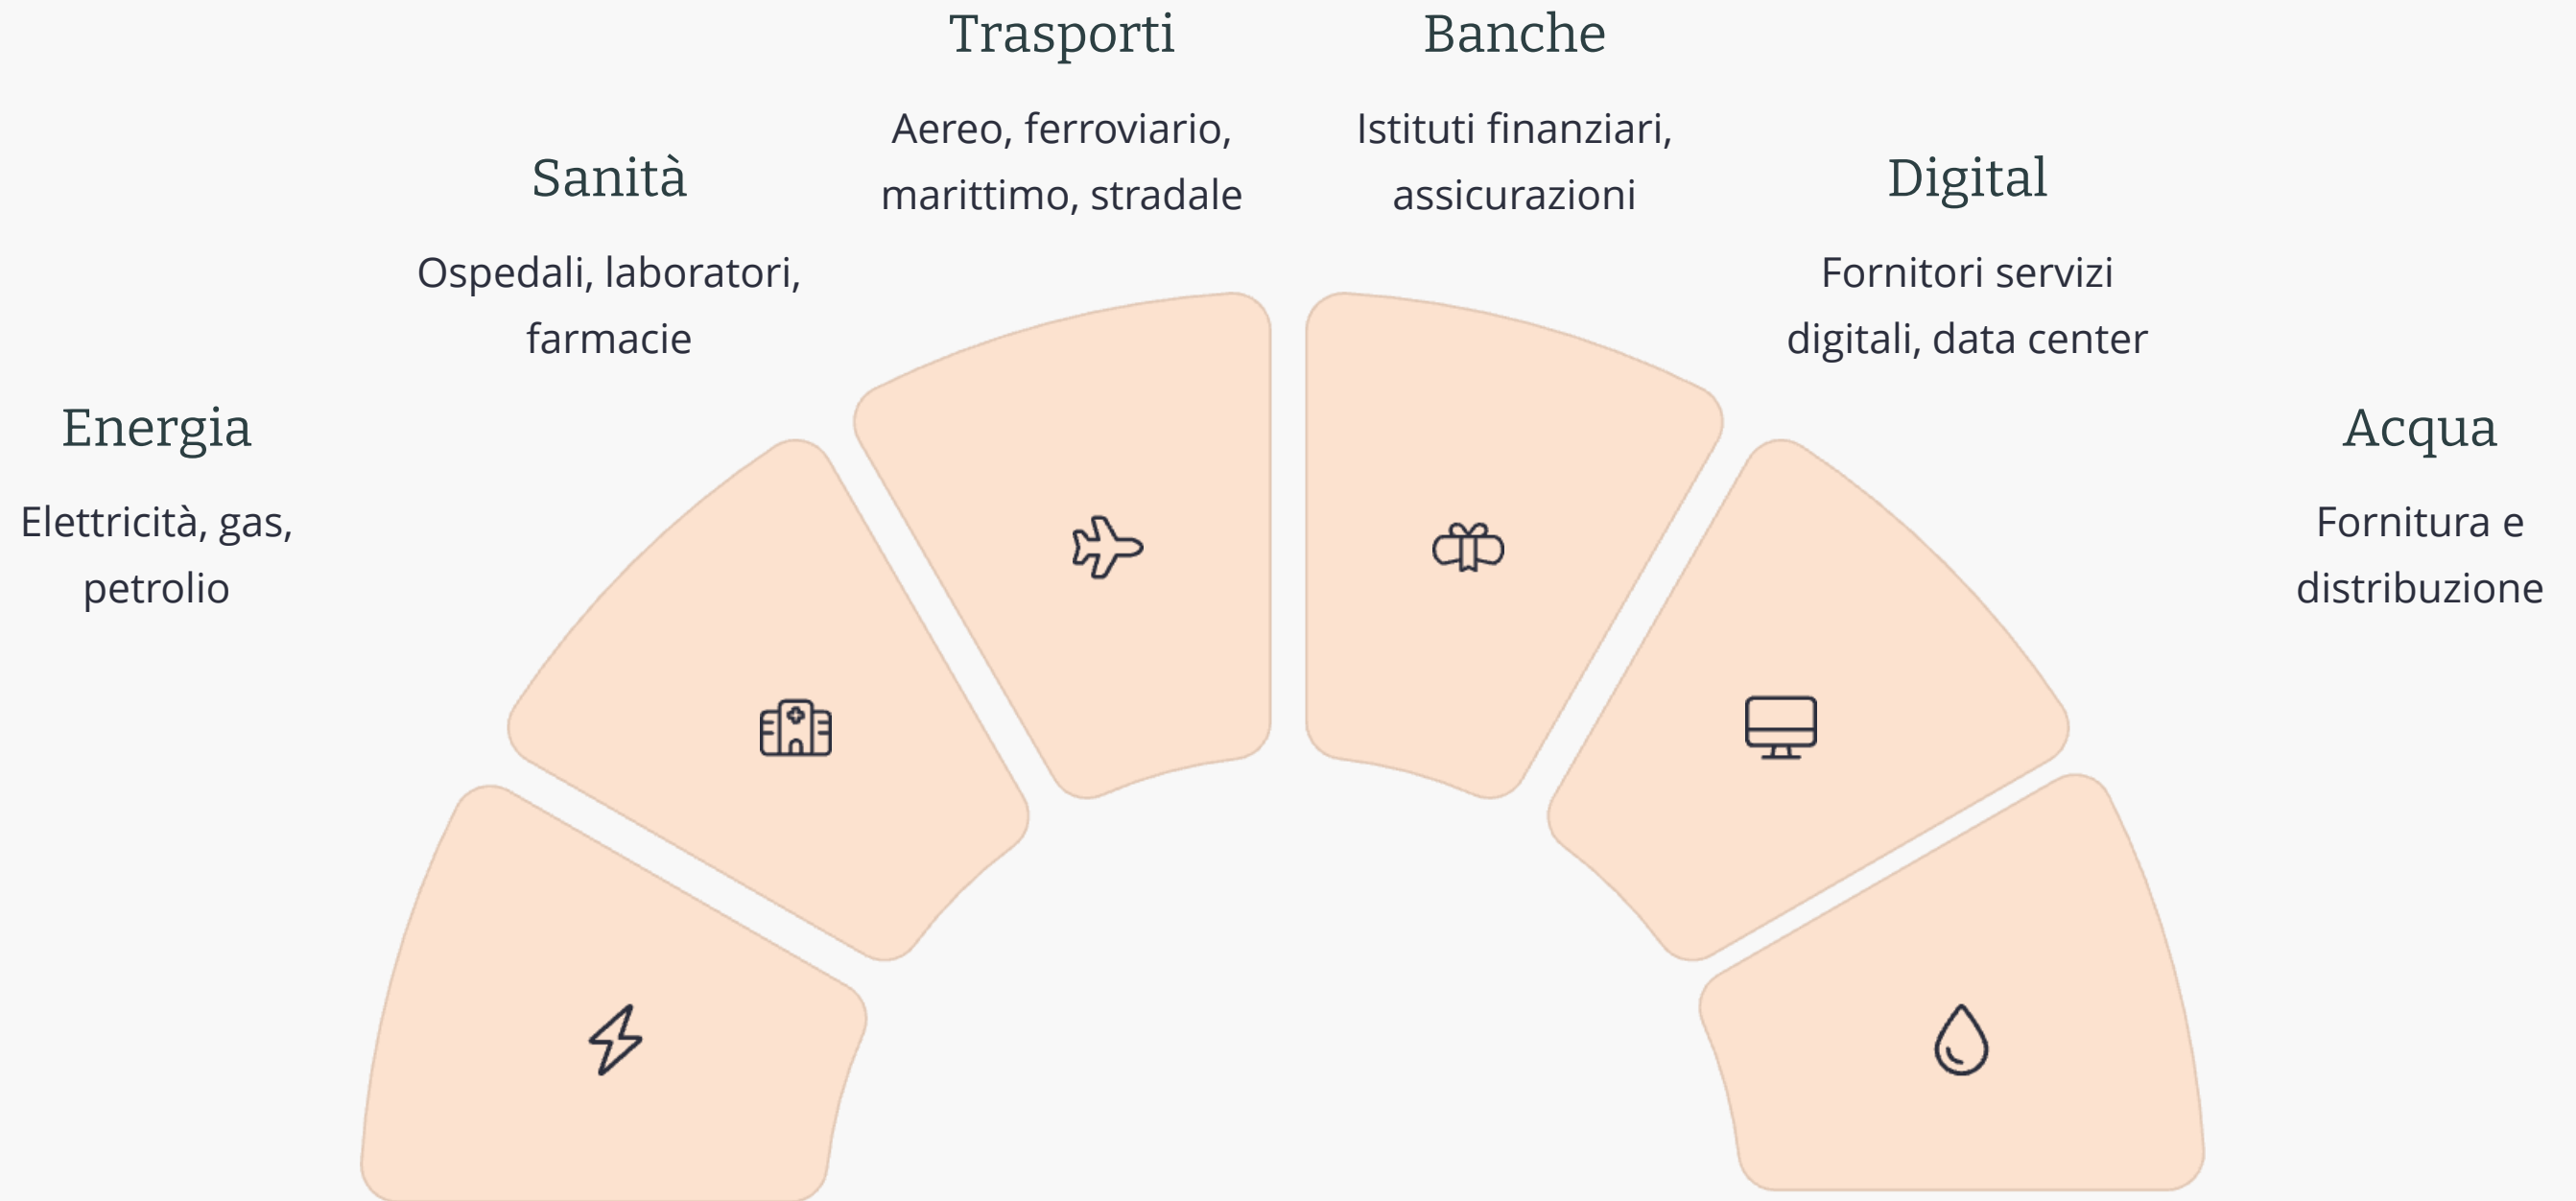 Energia
Elettricità, gas,
petrolio
Sanità
Ospedali, laboratori,
farmacie
Trasporti
Aereo, ferroviario,
marittimo, stradale
Banche
Istituti finanziari,
assicurazioni
Digital
Fornitori servizi
digitali, data center
Acqua
Fornitura e
distribuzione